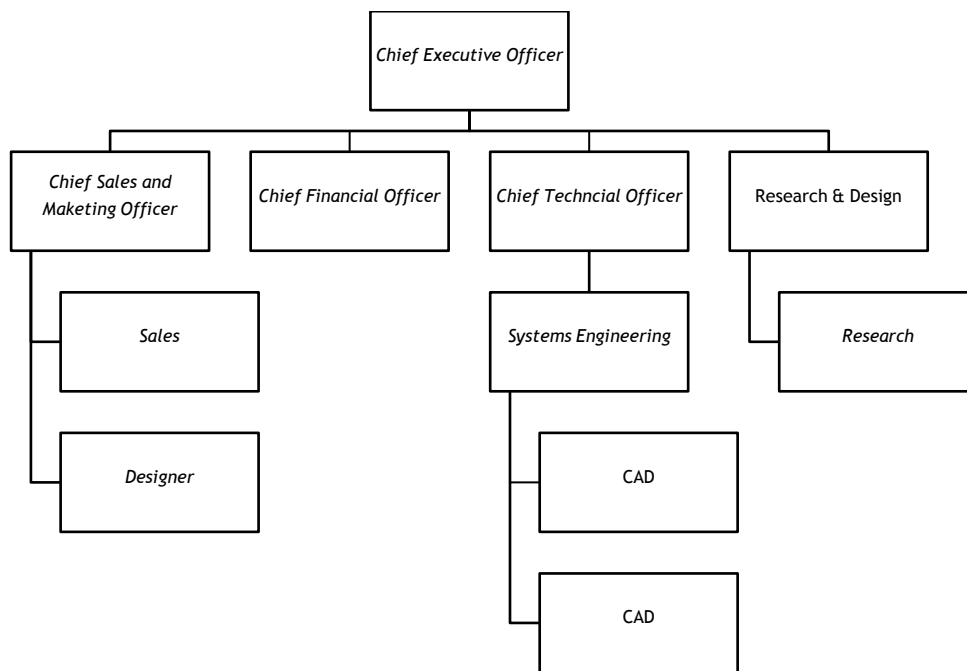 Chief Executive Officer
Chief Sales and
Maketing Officer
Chief Financial Officer
Chief Techncial Officer
Research & Design
Sales
Systems Engineering
Research
Designer
CAD
CAD